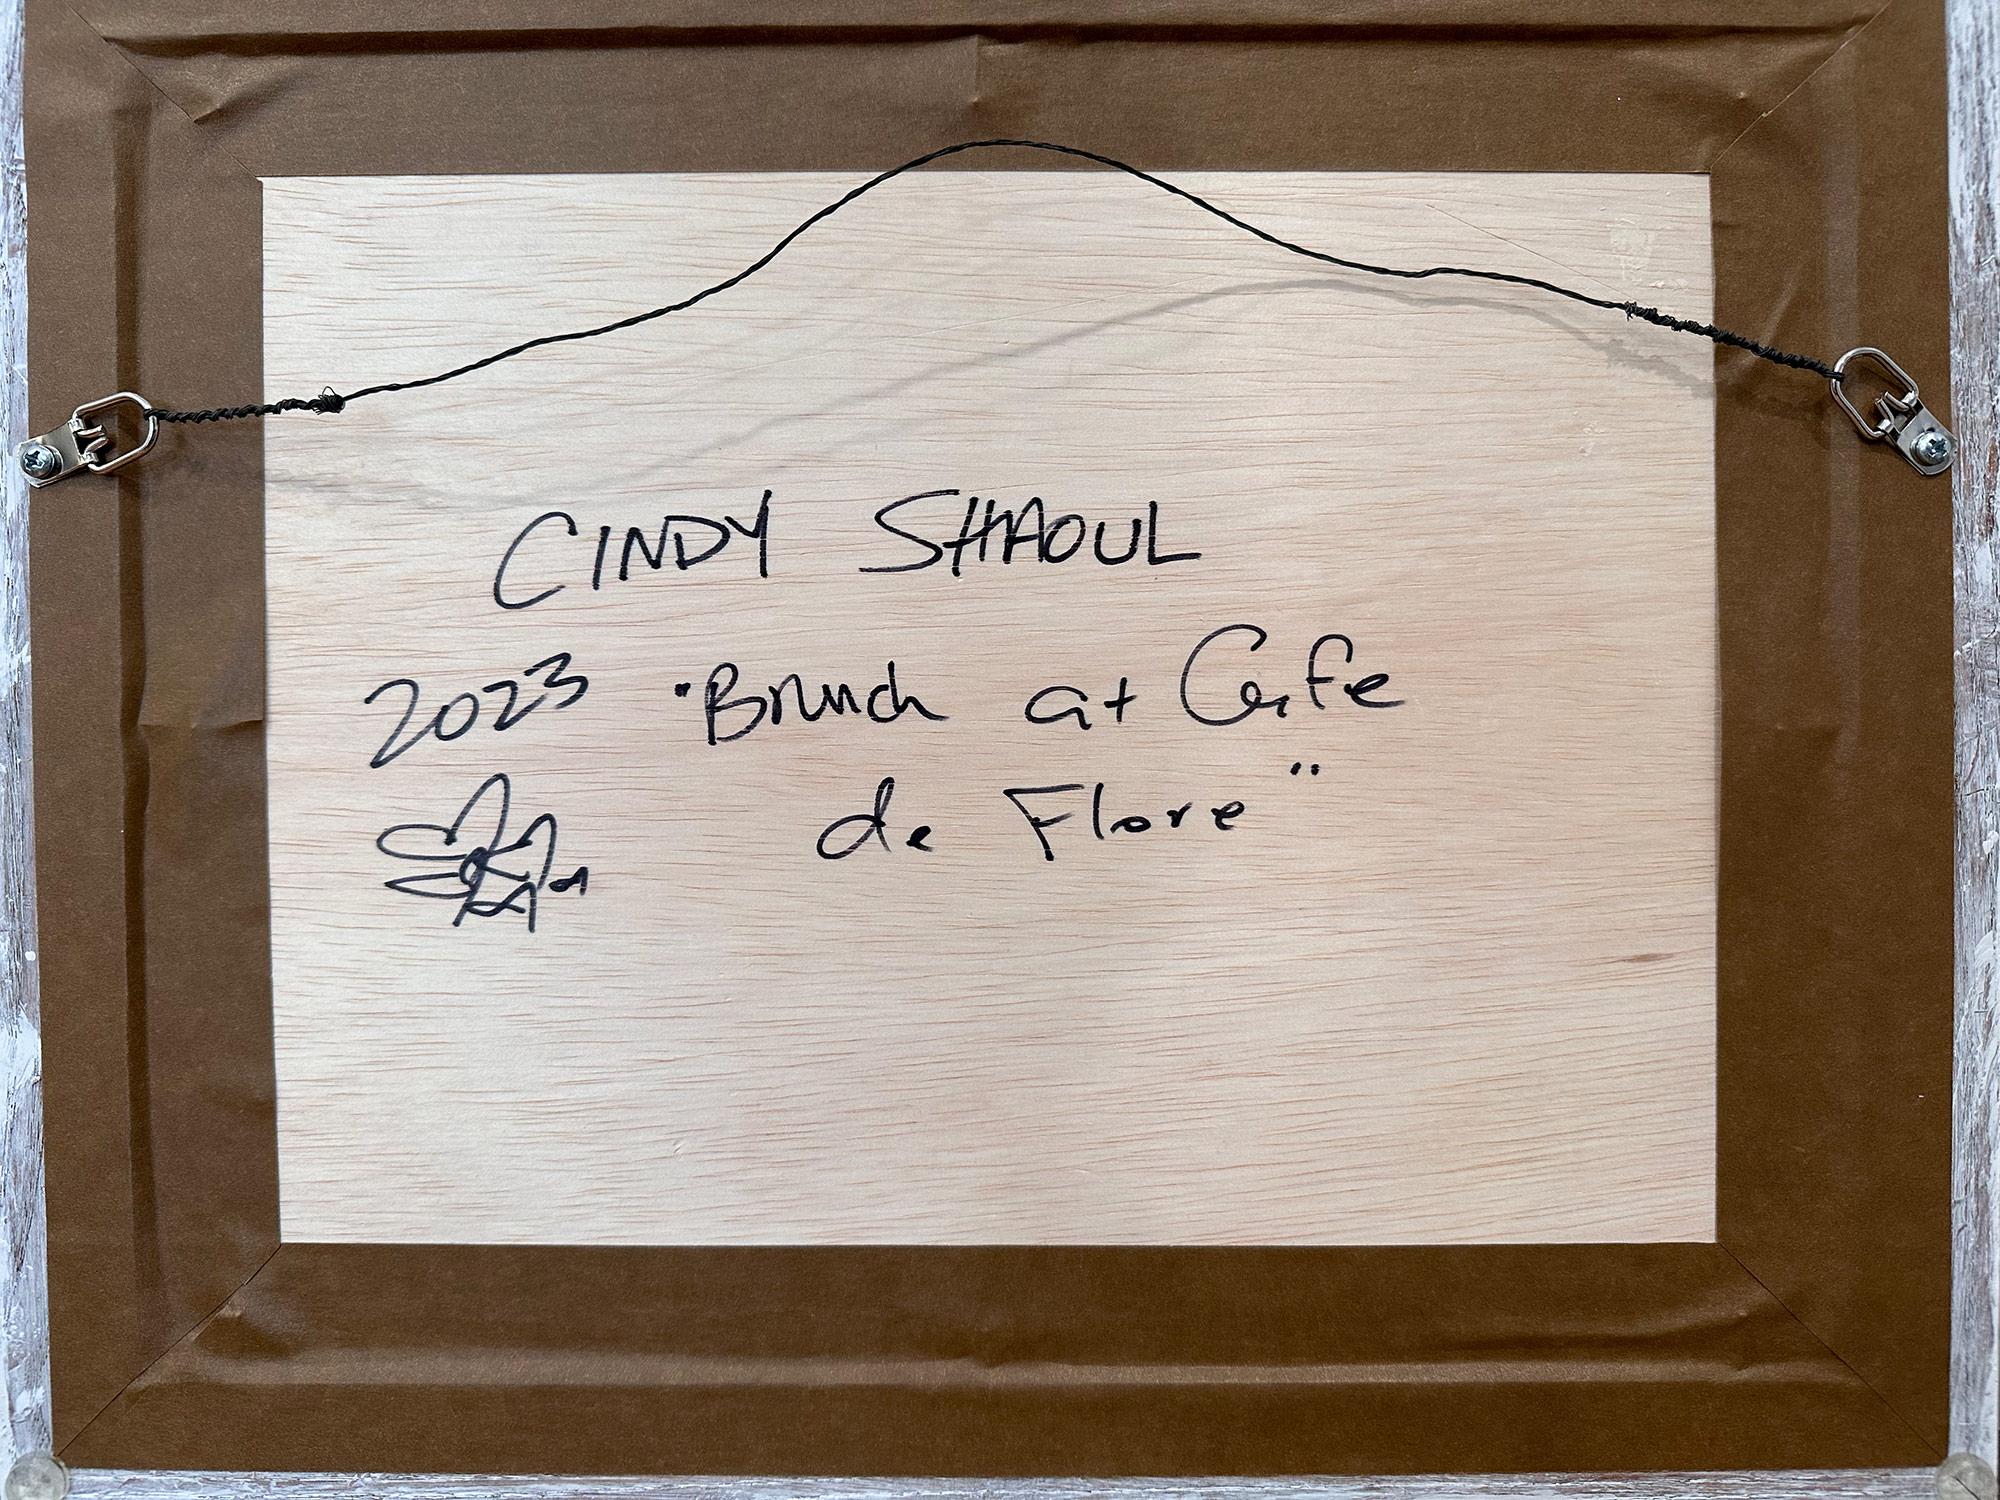 CINDY SHAOUL
2023 "Brunch at Cafe
de Flore"